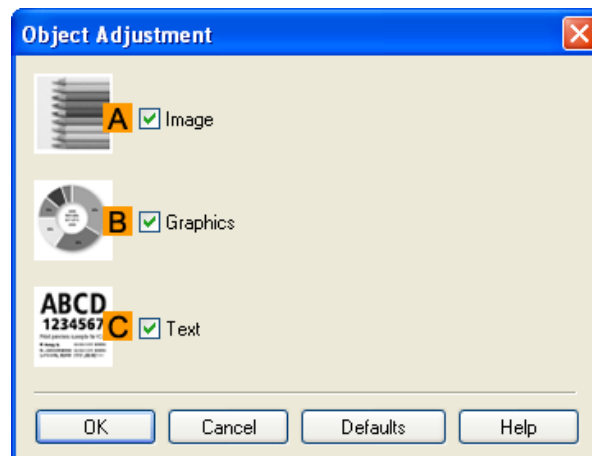 Object Adjustment
A Image
B Graphics
ABCD
1234567
C Text
OK Cancel Defaults Help